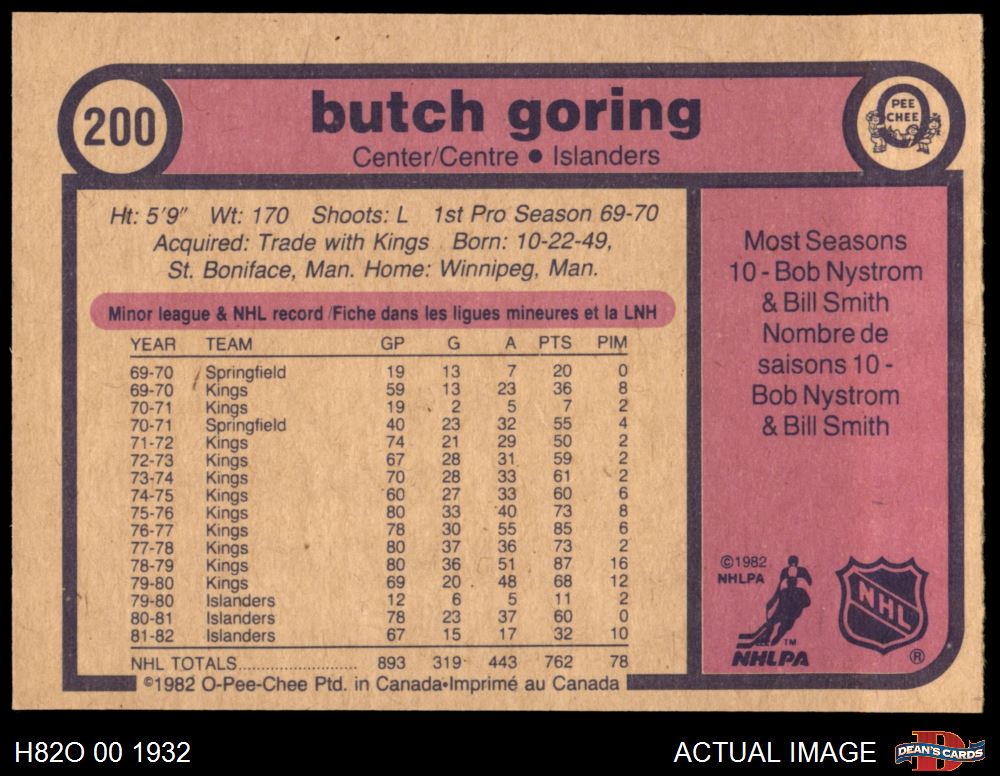 200
butch goring
Center/Centre • Islanders
PEE
CHEE
Ht: 5'9" Wt: 170 Shoots: L 1st Pro Season 69-70
Acquired: Trade with Kings Born: 10-22-49,
St. Boniface, Man. Home: Winnipeg, Man.
Minor league & NHL record /Fiche dans les ligues mineures et la LNH
YEAR TEAM GP G A PTS PIM
69-70 Springfield 19 13 7 20 0
69-70 Kings 59 13 23 36 8
70-71 Kings 19 2 5 7 2
70-71 Springfield 40 23 32 55 4
71-72 Kings 74 21 29 50 2
72-73 Kings 67 28 31 59 2
73-74 Kings 70 28 33 61 2
74-75 Kings 60 27 33 60 6
75-76 Kings 80 33 40 73 8
76-77 Kings 78 30 55 85 6
77-78 Kings 80 37 36 73 2
78-79 Kings 80 36 51 87 16
79-80 Kings 69 20 48 68 12
79-80 Islanders 12 6 5 11 2
80-81 Islanders 78 23 37 60 0
81-82 Islanders 67 15 17 32 10
NHL TOTALS.............................. 893 319 443 762 78
©1982 O-Pee-Chee Ptd. in Canada•Imprimé au Canada
Most Seasons
10 - Bob Nystrom
& Bill Smith
Nombre de
saisons 10 -
Bob Nystrom
& Bill Smith
©1982
NHLPA
TM
NHLPA
NHL
®
H82O 00 1932
ACTUAL IMAGE
DEAN'S CARDS